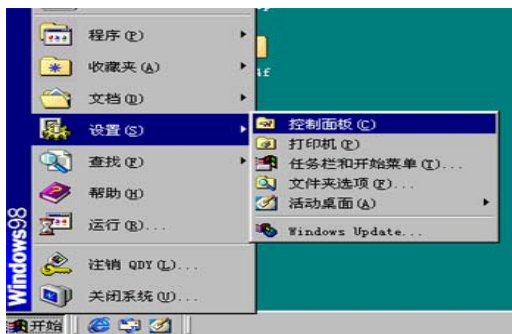 程序(P)
收藏夹(A)
文档(D)
设置(S)
查找(F)
帮助(H)
运行(R)...
注销 QDY(L)...
关闭系统(U)...
控制面板(C)
打印机(P)
任务栏和开始菜单(T)...
文件夹选项(F)...
活动桌面(A)
Windows Update...
Windows98
开始